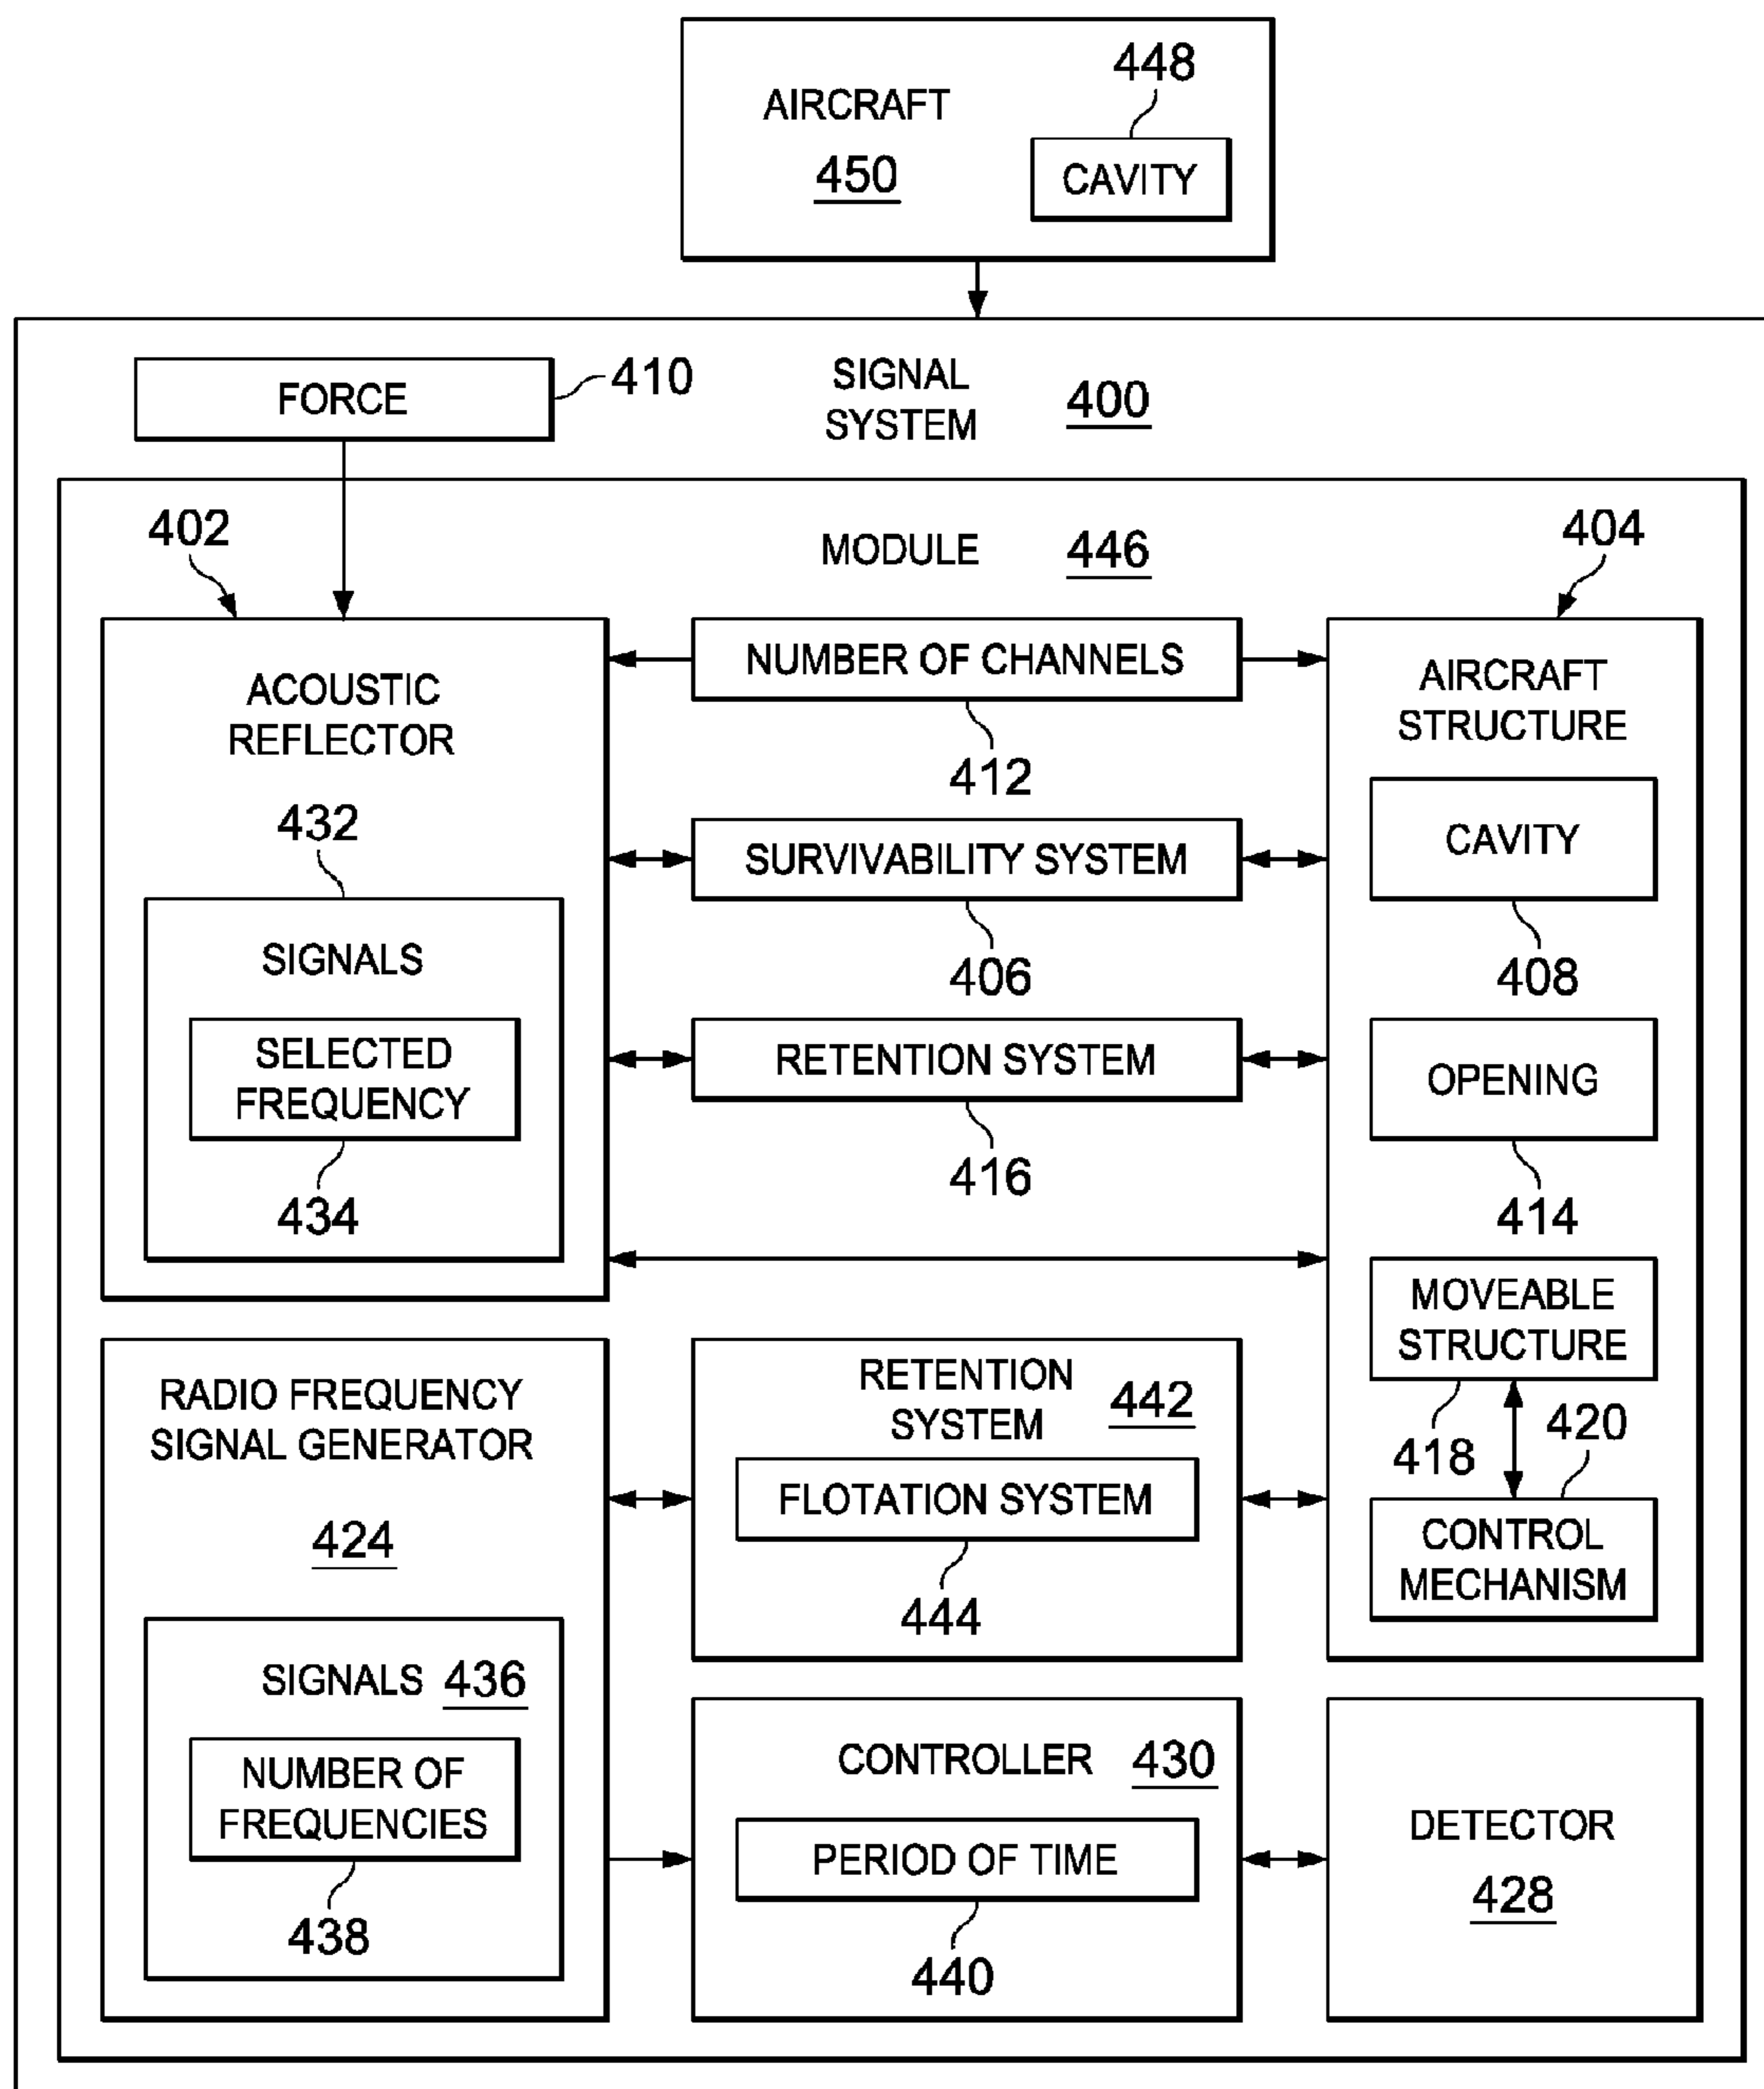 448
AIRCRAFT
450
CAVITY
FORCE
410
SIGNAL
SYSTEM
400
402
MODULE
446
404
ACOUSTIC
REFLECTOR
NUMBER OF CHANNELS
412
AIRCRAFT
STRUCTURE
432
SURVIVABILITY SYSTEM
406
CAVITY
408
SIGNALS
SELECTED
FREQUENCY
434
RETENTION SYSTEM
416
OPENING
414
MOVEABLE
STRUCTURE
418
420
CONTROL
MECHANISM
RADIO FREQUENCY
SIGNAL GENERATOR
424
RETENTION
SYSTEM
442
FLOTATION SYSTEM
444
SIGNALS 436
NUMBER OF
FREQUENCIES
438
CONTROLLER 430
PERIOD OF TIME
440
DETECTOR
428